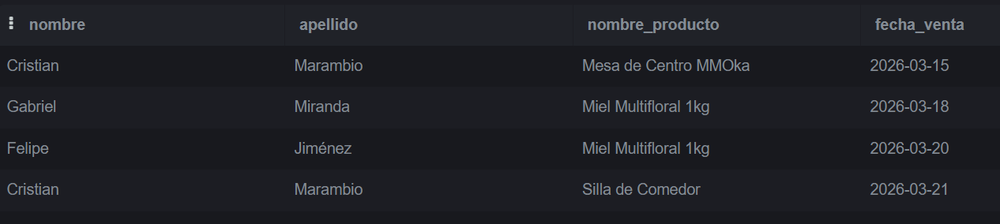 nombre apellido nombre_producto fecha_venta
Cristian Marambio Mesa de Centro MMOka 2026-03-15
Gabriel Miranda Miel Multifloral 1kg 2026-03-18
Felipe Jiménez Miel Multifloral 1kg 2026-03-20
Cristian Marambio Silla de Comedor 2026-03-21